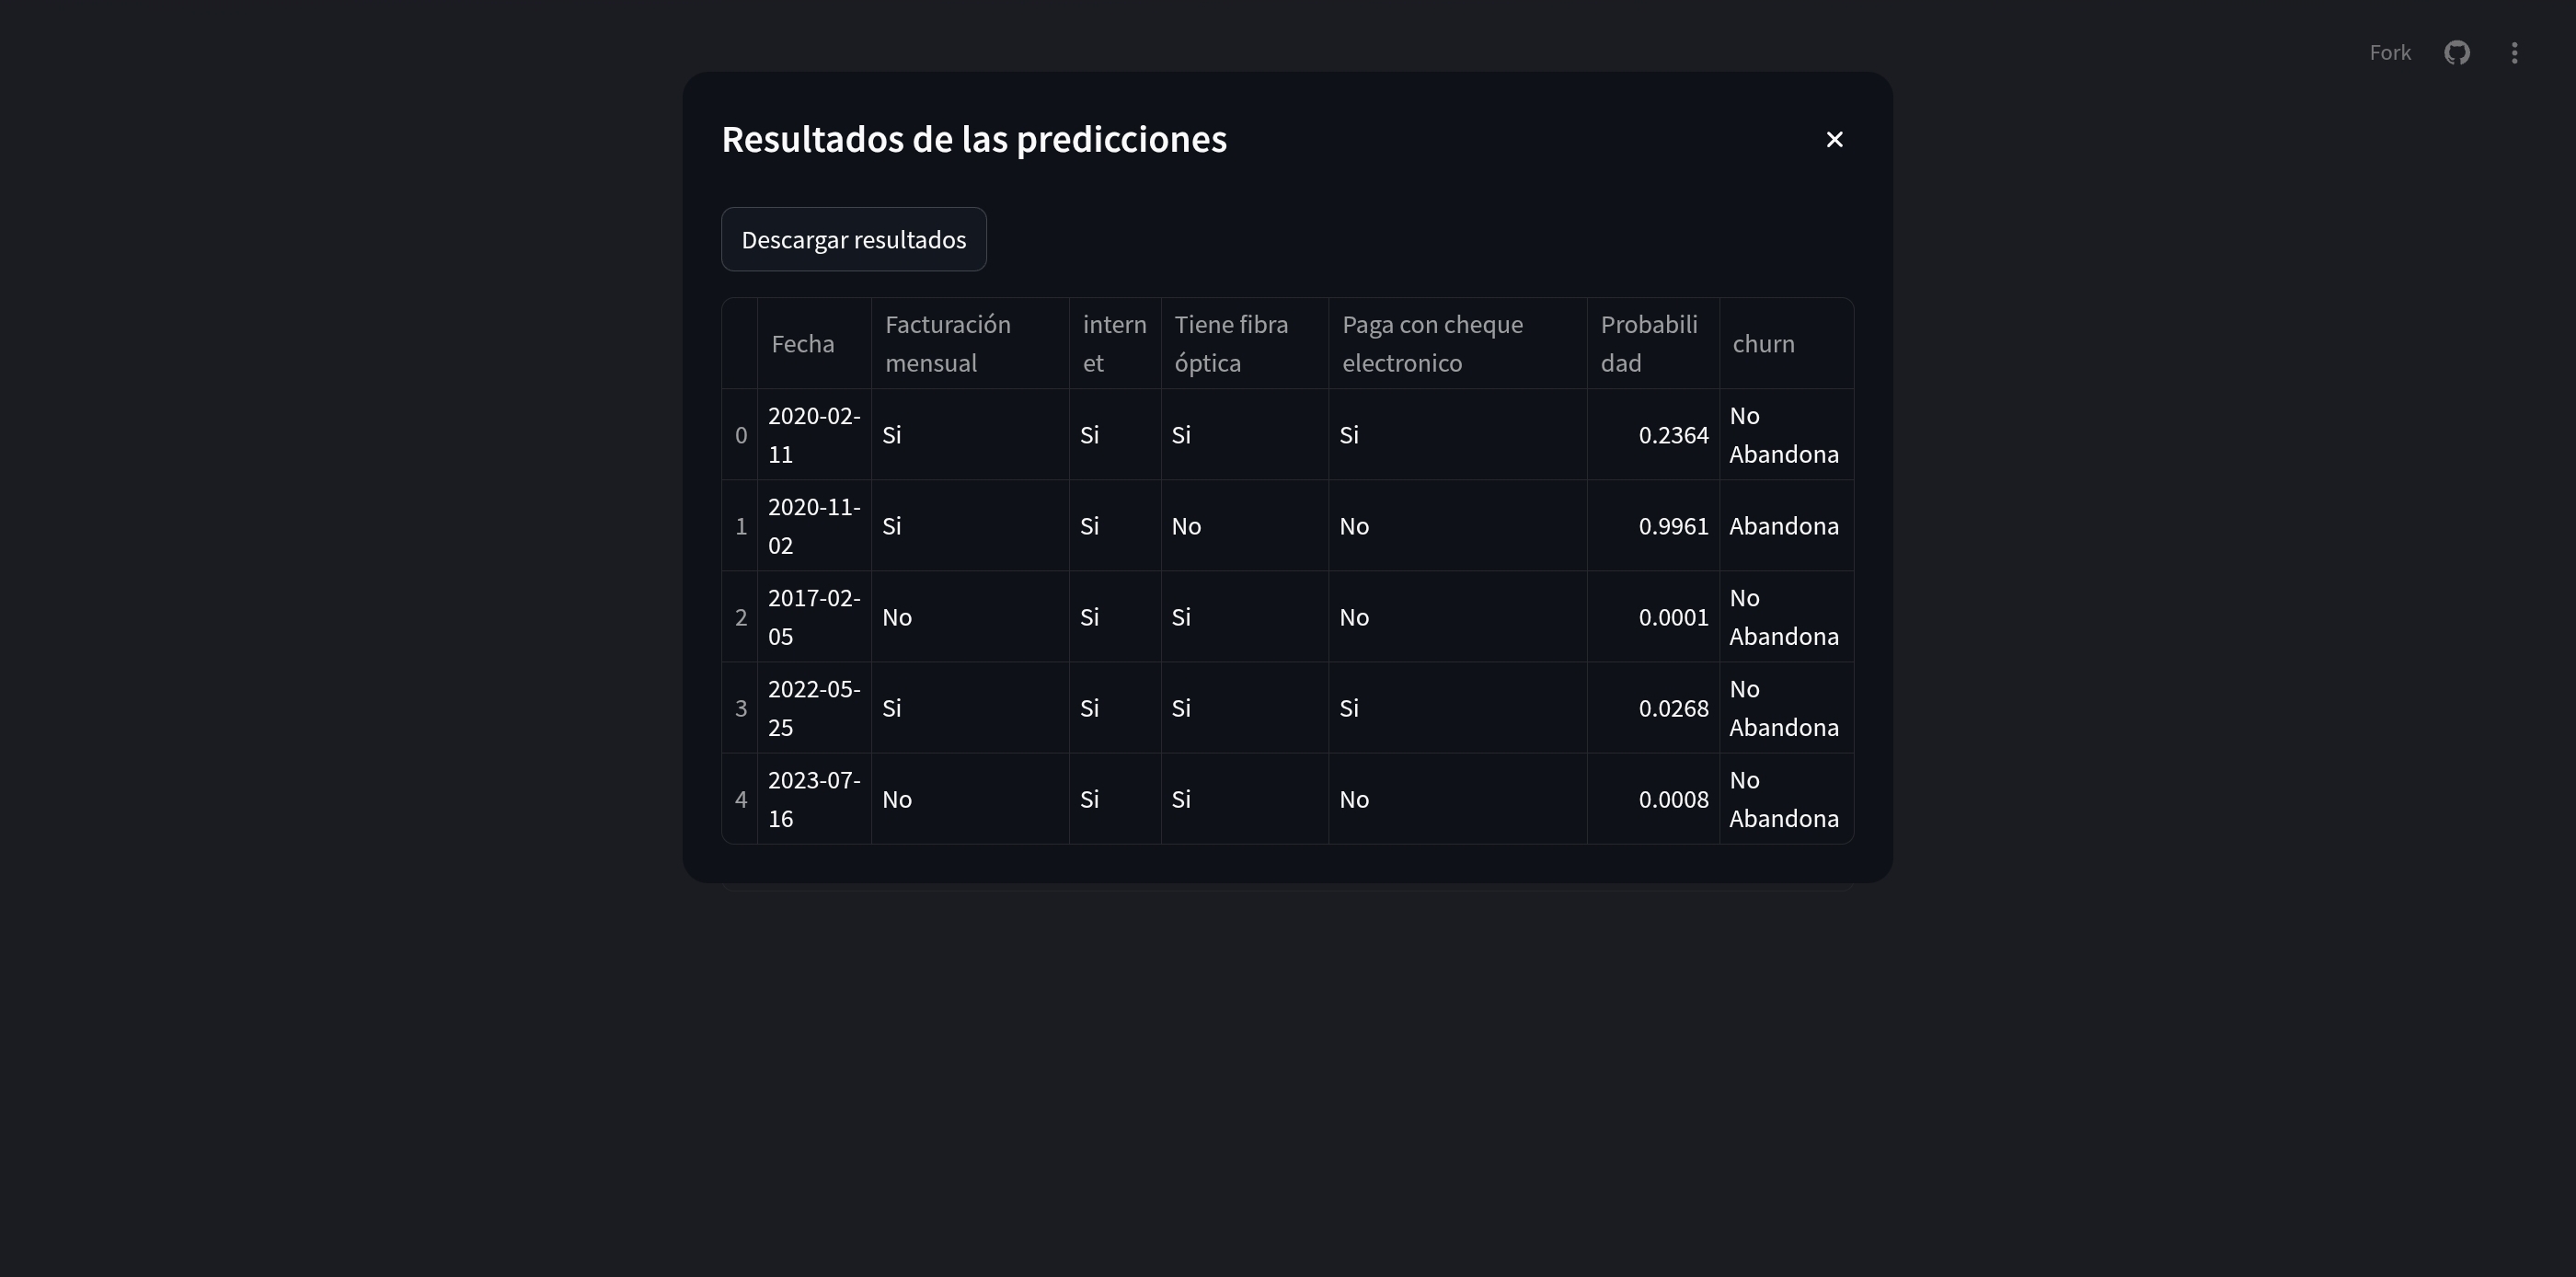 Fork
Resultados de las predicciones
Descargar resultados
Fecha
Facturación
mensual
intern
et
Tiene fibra
óptica
Paga con cheque
electronico
Probabili
dad
churn
0
2020-02-
11
Si
Si
Si
Si
0.2364
No
Abandona
1
2020-11-
02
Si
Si
No
No
0.9961
Abandona
2
2017-02-
05
No
Si
Si
No
0.0001
No
Abandona
3
2022-05-
25
Si
Si
Si
Si
0.0268
No
Abandona
4
2023-07-
16
No
Si
Si
No
0.0008
No
Abandona